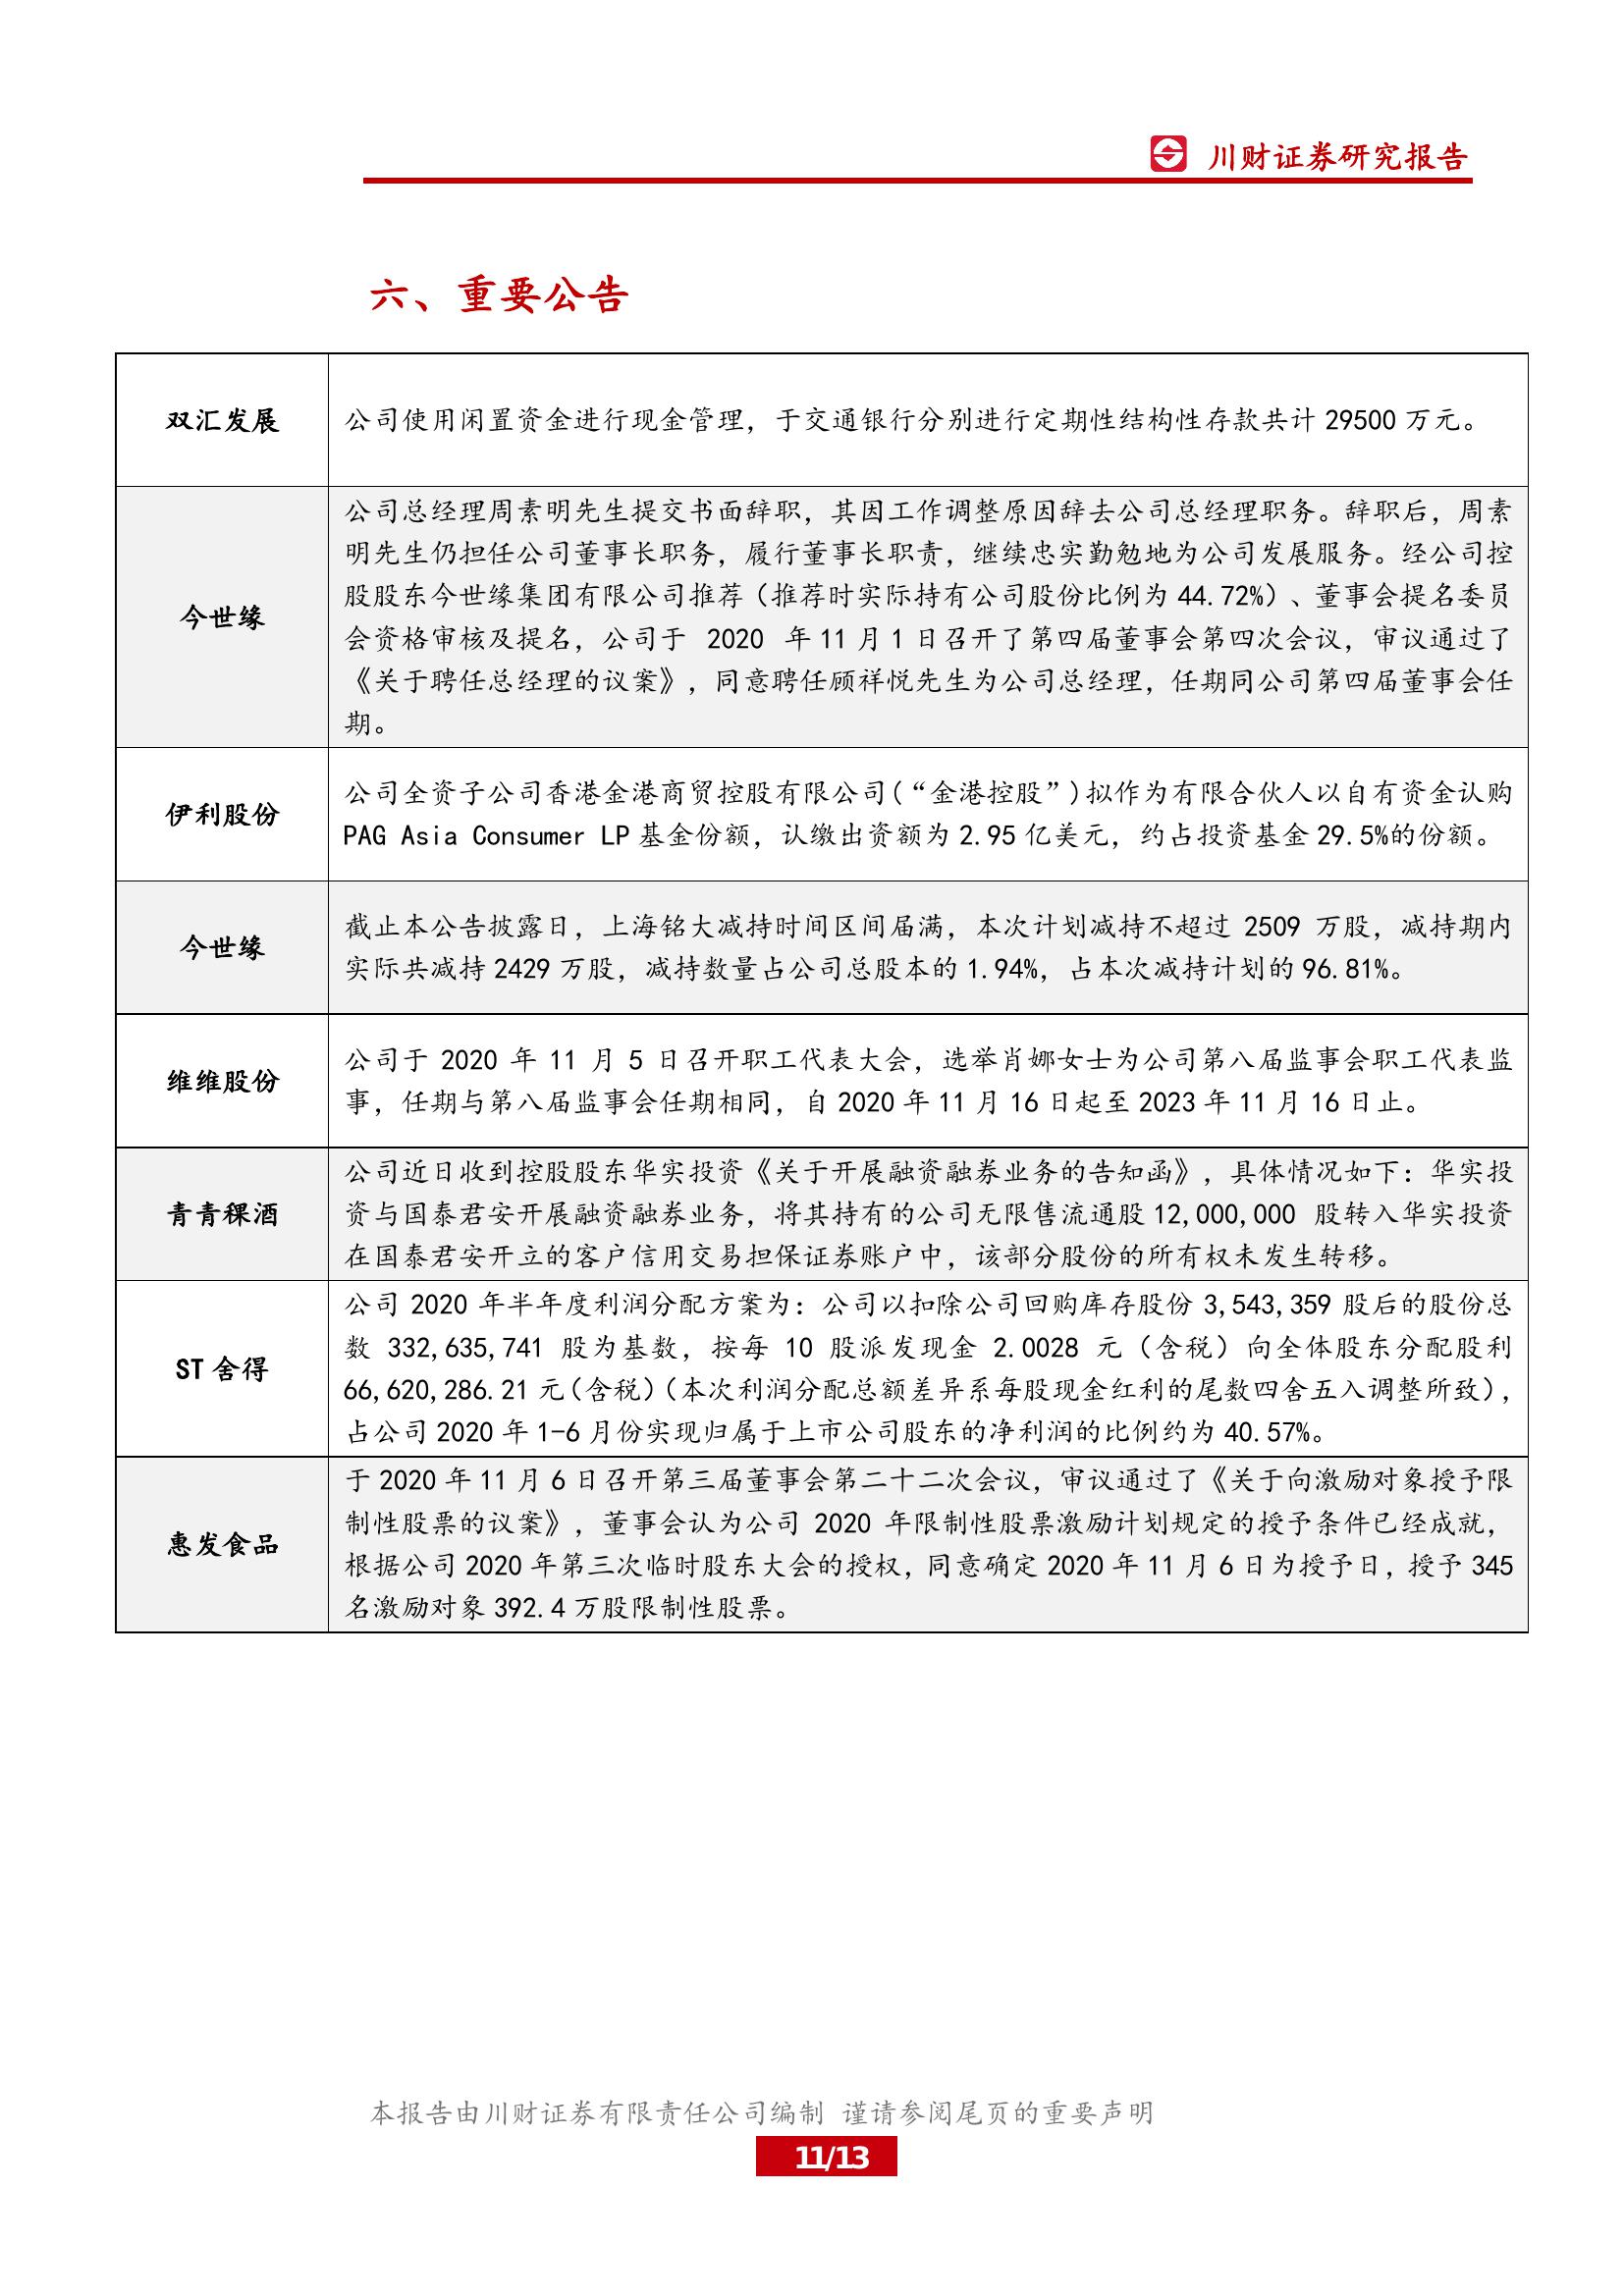 川财证券研究报告
六、重要公告
双汇发展
公司使用闲置资金进行现金管理，于交通银行分别进行定期性结构性存款共计 29500 万元。
今世缘
公司总经理周素明先生提交书面辞职，其因工作调整原因辞去公司总经理职务。辞职后，周素
明先生仍担任公司董事长职务，履行董事长职责，继续忠实勤勉地为公司发展服务。经公司控
股股东今世缘集团有限公司推荐（推荐时实际持有公司股份比例为 44.72%）、董事会提名委员
会资格审核及提名，公司于 2020 年 11 月 1 日召开了第四届董事会第四次会议，审议通过了
《关于聘任总经理的议案》，同意聘任顾祥悦先生为公司总经理，任期同公司第四届董事会任
期。
伊利股份
公司全资子公司香港金港商贸控股有限公司(“金港控股”)拟作为有限合伙人以自有资金认购
PAG Asia Consumer LP 基金份额，认缴出资额为 2.95 亿美元，约占投资基金 29.5%的份额。
今世缘
截止本公告披露日，上海铭大减持时间区间届满，本次计划减持不超过 2509 万股，减持期内
实际共减持 2429 万股，减持数量占公司总股本的 1.94%，占本次减持计划的 96.81%。
维维股份
公司于 2020 年 11 月 5 日召开职工代表大会，选举肖娜女士为公司第八届监事会职工代表监
事，任期与第八届监事会任期相同，自 2020 年 11 月 16 日起至 2023 年 11 月 16 日止。
青青稞酒
公司近日收到控股股东华实投资《关于开展融资融券业务的告知函》，具体情况如下：华实投
资与国泰君安开展融资融券业务，将其持有的公司无限售流通股 12,000,000 股转入华实投资
在国泰君安开立的客户信用交易担保证券账户中，该部分股份的所有权未发生转移。
ST 舍得
公司 2020 年半年度利润分配方案为：公司以扣除公司回购库存股份 3,543,359 股后的股份总
数 332,635,741 股为基数，按每 10 股派发现金 2.0028 元（含税）向全体股东分配股利
66,620,286.21 元（含税）（本次利润分配总额差异系每股现金红利的尾数四舍五入调整所致），
占公司 2020 年 1-6 月份实现归属于上市公司股东的净利润的比例约为 40.57%。
惠发食品
于 2020 年 11 月 6 日召开第三届董事会第二十二次会议，审议通过了《关于向激励对象授予限
制性股票的议案》，董事会认为公司 2020 年限制性股票激励计划规定的授予条件已经成就，
根据公司 2020 年第三次临时股东大会的授权，同意确定 2020 年 11 月 6 日为授予日，授予 345
名激励对象 392.4 万股限制性股票。
本报告由川财证券有限责任公司编制 谨请参阅尾页的重要声明
11/13